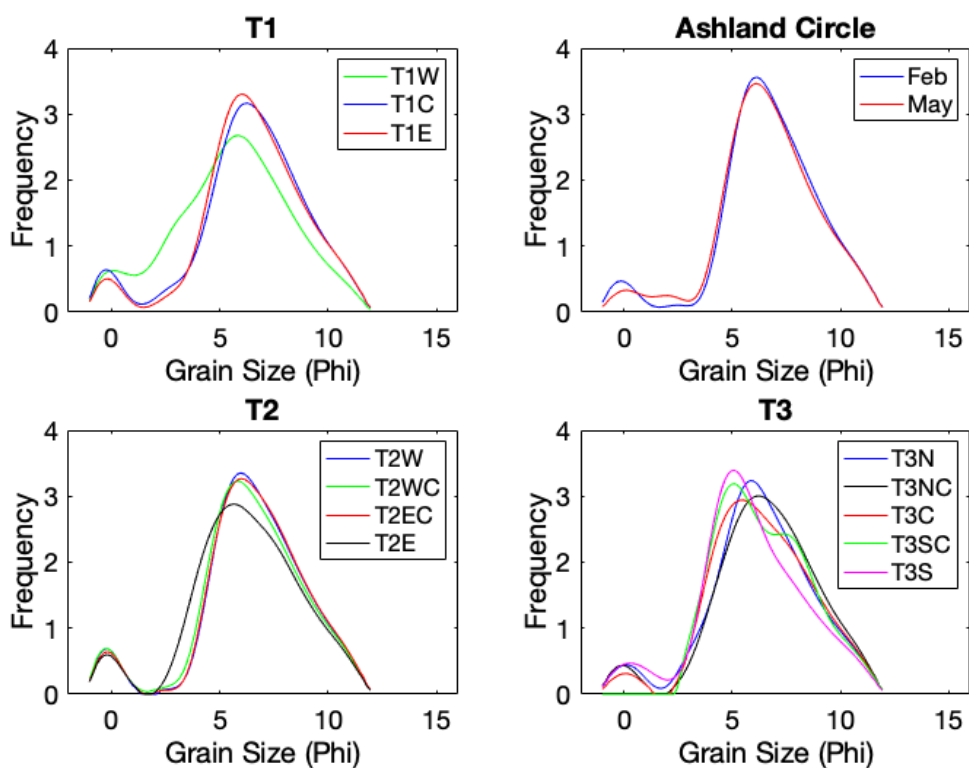 T1
4
3
2
1
0
Frequency
0
5
10
15
Grain Size (Phi)
T1W
T1C
T1E
Ashland Circle
4
3
2
1
0
Frequency
0
5
10
15
Grain Size (Phi)
Feb
May
T2
4
3
2
1
0
Frequency
0
5
10
15
Grain Size (Phi)
T2W
T2WC
T2EC
T2E
T3
4
3
2
1
0
Frequency
0
5
10
15
Grain Size (Phi)
T3N
T3NC
T3C
T3SC
T3S